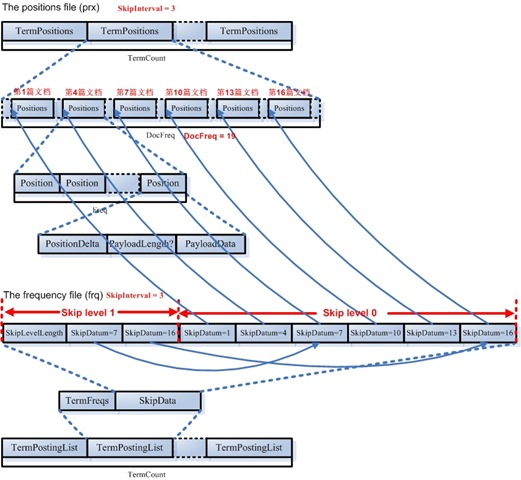 The positions file (prx) SkipInterval = 3
TermPositions TermPositions TermPositions
TermCount
第1篇文档 第4篇文档 第7篇文档 第10篇文档 第13篇文档 第16篇文档
Positions Positions Positions Positions Positions Positions
DocFreq DocFreq = 19
Position Position Position
Freq
PositionDelta PayloadLength? PayloadData
The frequency file (frq) SkipInterval = 3
Skip level 1 Skip level 0
SkipLevelLength SkipDatum=7 SkipDatum=16 SkipDatum=1 SkipDatum=4 SkipDatum=7 SkipDatum=10 SkipDatum=13 SkipDatum=16
TermFreqs SkipData
TermPostingList TermPostingList TermPostingList
TermCount